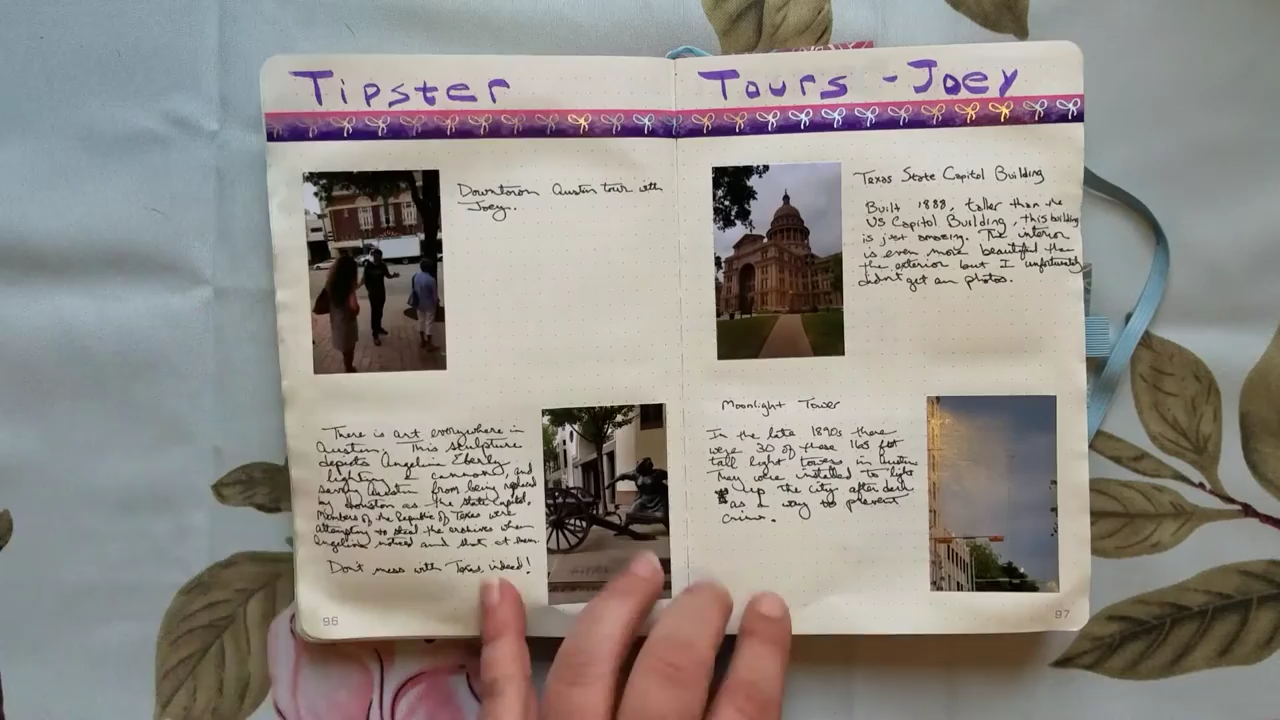 Tipster Tours - Joey
Downtown Austin tour with
Joey.
There is art everywhere in
Austin. This sculpture
depicts Angelina Eberly
lighting a cannon, and
saving Austin from being replaced
by Houston as the state capitol.
Members of the Republic of Texas were
attempting to steal the archives when
Angelina noticed and shot at them.
Don't mess with Texas indeed!
96
Texas State Capitol Building
Built 1888, taller than the
US Capitol Building, this building
is just amazing. The interior
is even more beautiful than
the exterior but I unfortunately
didn't get an photos.
Moonlight Tower
In the late 1890s there
were 30 of these 165 foot
tall light towers in Austin
They were installed to light
up the city after dark
as a way to prevent
crime.
97